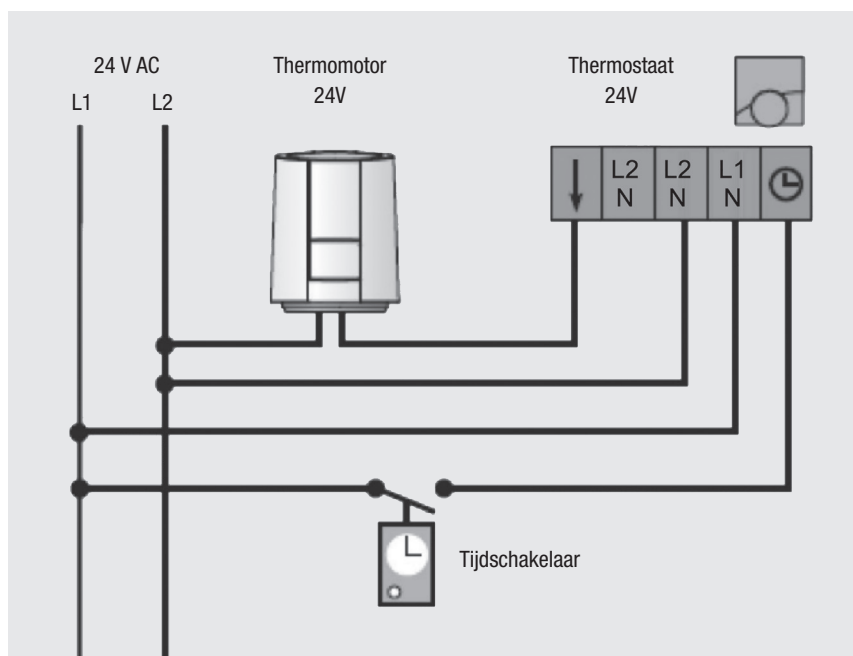 24 V AC
L1 L2
Thermomotor
24V
Thermostaat
24V
L2 L2 L1
N N N
Tijdschakelaar